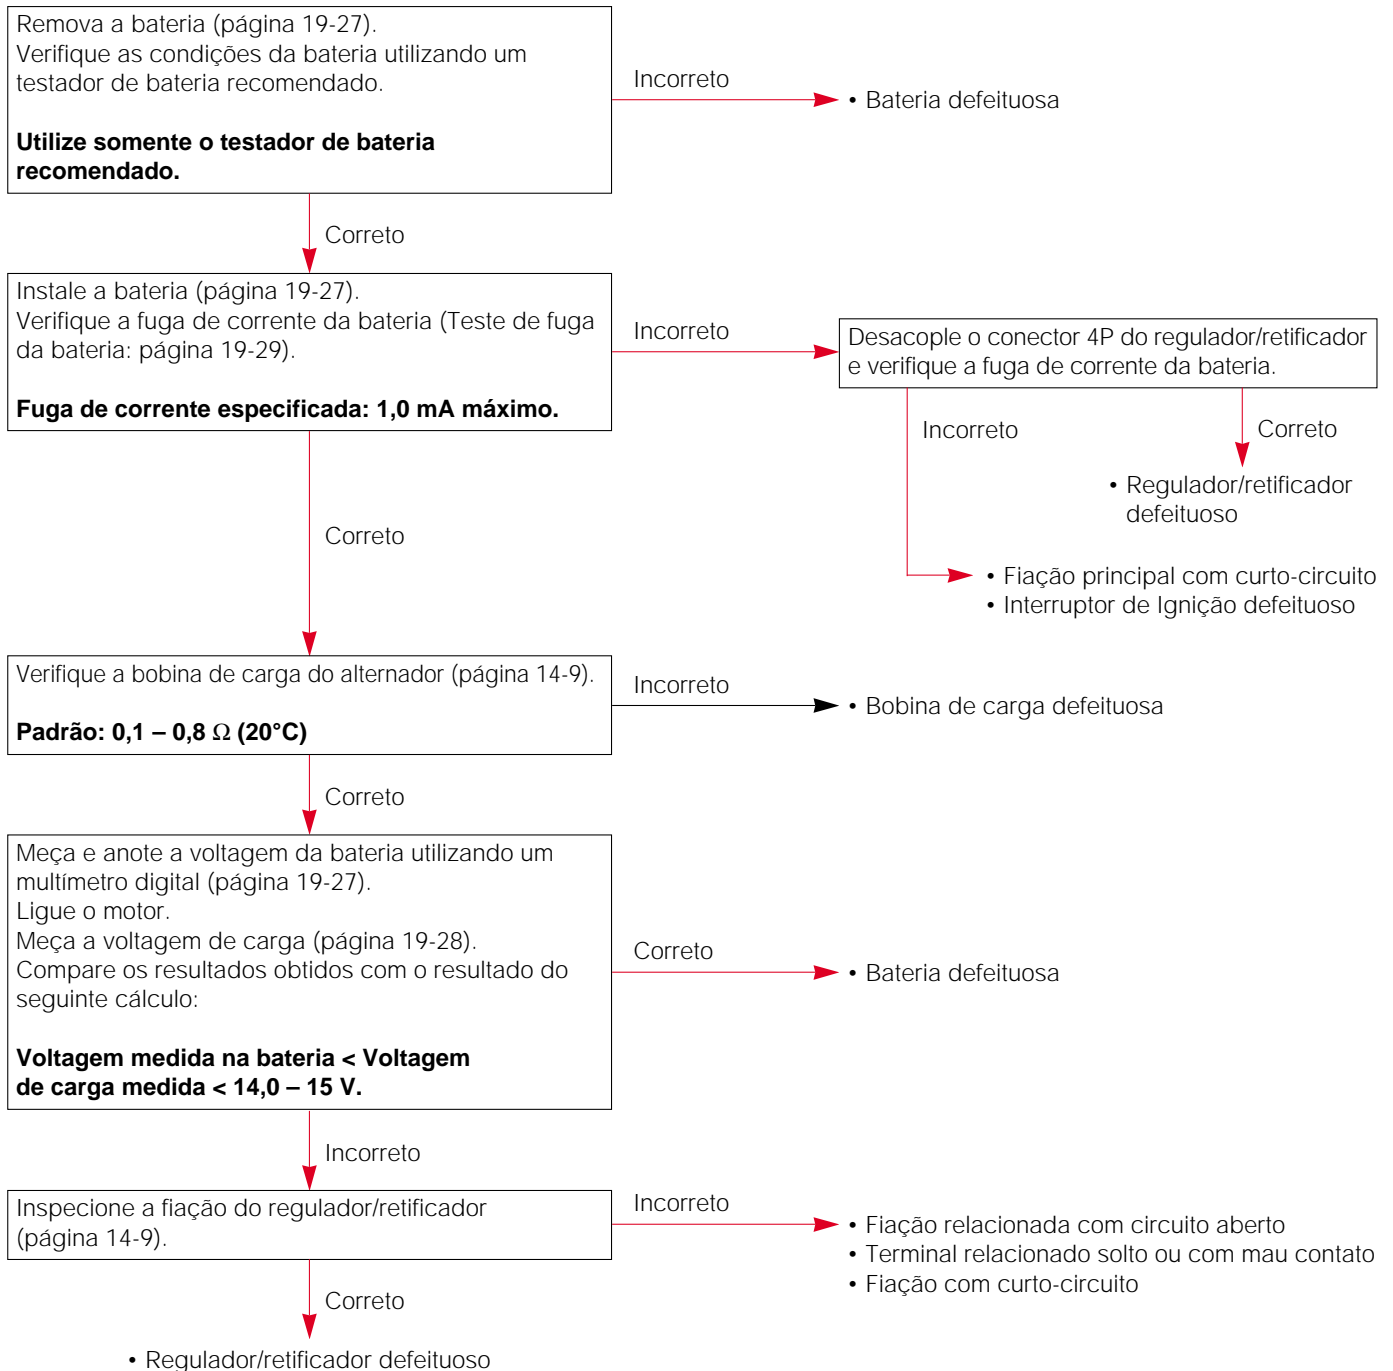 Remova a bateria (página 19-27).
Verifique as condições da bateria utilizando um
testador de bateria recomendado.
Utilize somente o testador de bateria
recomendado.
Incorreto
• Bateria defeituosa
Correto
Instale a bateria (página 19-27).
Verifique a fuga de corrente da bateria (Teste de fuga
da bateria: página 19-29).
Fuga de corrente especificada: 1,0 mA máximo.
Incorreto
Desacople o conector 4P do regulador/retificador
e verifique a fuga de corrente da bateria.
Incorreto
Correto
• Regulador/retificador
defeituoso
• Fiação principal com curto-circuito
• Interruptor de Ignição defeituoso
Correto
Verifique a bobina de carga do alternador (página 14-9).
Padrão: 0,1 – 0,8 Ω (20°C)
Incorreto
• Bobina de carga defeituosa
Correto
Meça e anote a voltagem da bateria utilizando um
multímetro digital (página 19-27).
Ligue o motor.
Meça a voltagem de carga (página 19-28).
Compare os resultados obtidos com o resultado do
seguinte cálculo:
Voltagem medida na bateria < Voltagem
de carga medida < 14,0 – 15 V.
Correto
• Bateria defeituosa
Incorreto
Inspecione a fiação do regulador/retificador
(página 14-9).
Incorreto
• Fiação relacionada com circuito aberto
• Terminal relacionado solto ou com mau contato
• Fiação com curto-circuito
Correto
• Regulador/retificador defeituoso